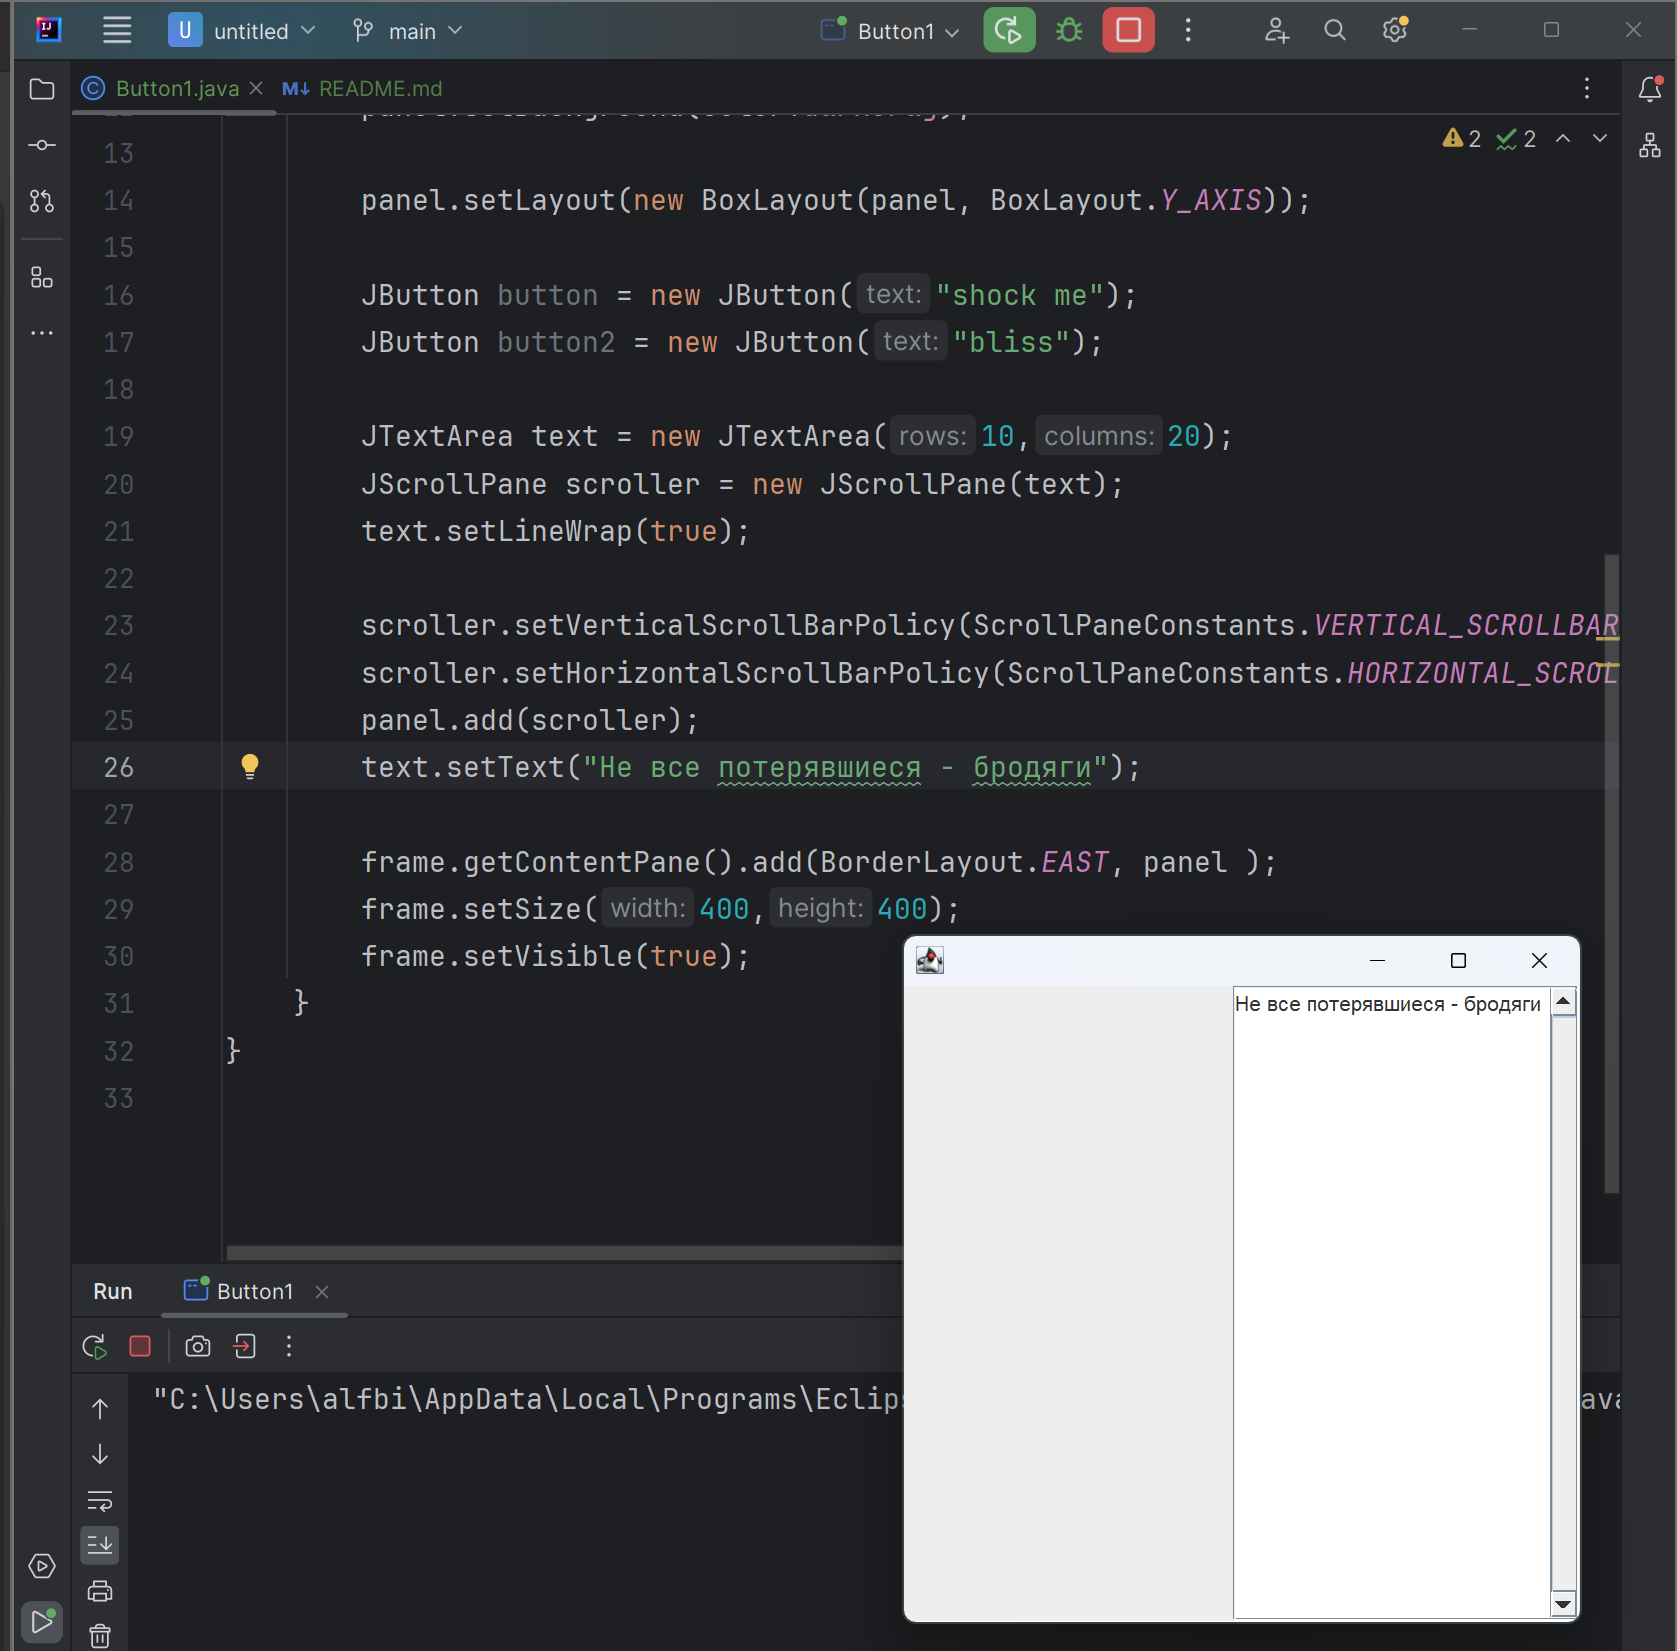 U untitled main Button1
Button1.java README.md
2 2
13
14 panel.setLayout(new BoxLayout(panel, BoxLayout.Y_AXIS));
15
16 JButton button = new JButton( text: "shock me");
17 JButton button2 = new JButton( text: "bliss");
18
19 JTextArea text = new JTextArea( rows: 10, columns: 20);
20 JScrollPane scroller = new JScrollPane(text);
21 text.setLineWrap(true);
22
23 scroller.setVerticalScrollBarPolicy(ScrollPaneConstants.VERTICAL_SCROLLBAR
24 scroller.setHorizontalScrollBarPolicy(ScrollPaneConstants.HORIZONTAL_SCROL
25 panel.add(scroller);
26 text.setText("Не все потерявшиеся - бродяги");
27
28 frame.getContentPane().add(BorderLayout.EAST, panel );
29 frame.setSize( width: 400, height: 400);
30 frame.setVisible(true);
31 }
32 }
33
Не все потерявшиеся - бродяги
Run Button1
"C:\Users\alfbi\AppData\Local\Programs\Eclips